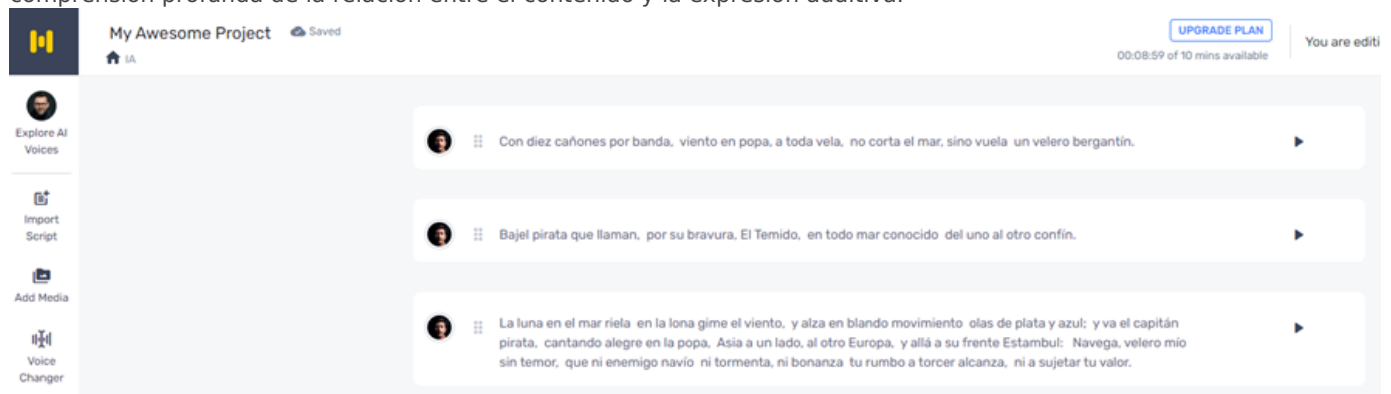 comprensión profunda de la relación entre el contenido y la expresión auditiva.
My Awesome Project Saved
IA
UPGRADE PLAN
00:08:59 of 10 mins available
You are editi
Explore AI
Voices
Import
Script
Add Media
Voice
Changer
Con diez cañones por banda, viento en popa, a toda vela, no corta el mar, sino vuela un velero bergantín.
Bajel pirata que llaman, por su bravura, El Temido, en todo mar conocido del uno al otro confín.
La luna en el mar riela en la lona gime el viento, y alza en blando movimiento olas de plata y azul; y va el capitán
pirata, cantando alegre en la popa, Asia a un lado, al otro Europa, y allá a su frente Estambul: Navega, velero mío
sin temor, que ni enemigo navío ni tormenta, ni bonanza tu rumbo a torcer alcanza, ni a sujetar tu valor.